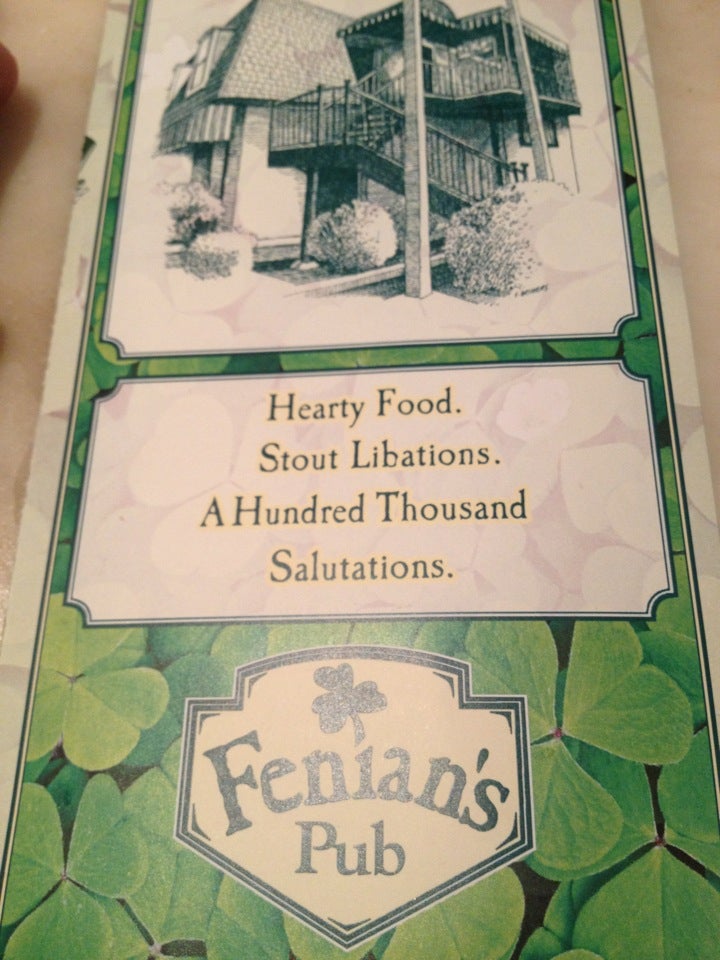 Hearty Food.
Stout Libations.
A Hundred Thousand
Salutations.
Fenian's
Pub